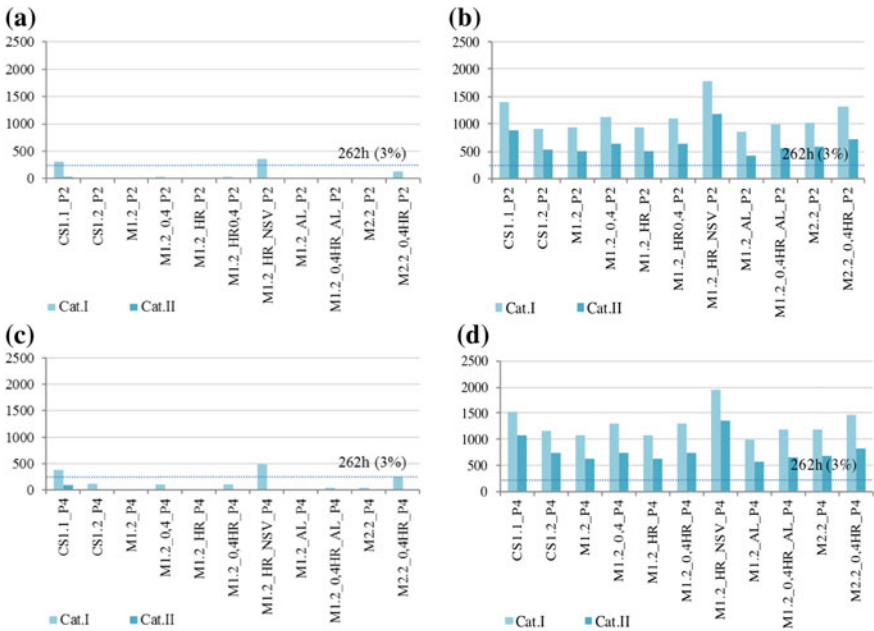 (a)
2500
2000
1500
1000
500
0
262h (3%)
CS1.1_P2
CS1.2_P2
M1.2_P2
M1.2_0,4_P2
M1.2_HR_P2
M1.2_HR0,4_P2
M1.2_HR_NSV_P2
M1.2_AL_P2
M1.2_0,4HR_AL_P2
M2.2_P2
M2.2_0,4HR_P2
Cat.I Cat.II
(b)
2500
2000
1500
1000
500
0
262h (3%)
CS1.1_P2
CS1.2_P2
M1.2_P2
M1.2_0,4_P2
M1.2_HR_P2
M1.2_HR0,4_P2
M1.2_HR_NSV_P2
M1.2_AL_P2
M1.2_0,4HR_AL_P2
M2.2_P2
M2.2_0,4HR_P2
Cat.I Cat.II
(c)
2500
2000
1500
1000
500
0
262h (3%)
CS1.1_P4
CS1.2_P4
M1.2_P4
M1.2_0,4_P4
M1.2_HR_P4
M1.2_0,4HR_P4
M1.2_HR_NSV_P4
M1.2_AL_P4
M1.2_0,4HR_AL_P4
M2.2_P4
M2.2_0,4HR_P4
Cat.I Cat.II
(d)
2500
2000
1500
1000
500
0
262h (3%)
CS1.1_P4
CS1.2_P4
M1.2_P4
M1.2_0,4_P4
M1.2_HR_P4
M1.2_0,4HR_P4
M1.2_HR_NSV_P4
M1.2_AL_P4
M1.2_0,4HR_AL_P4
M2.2_P4
M2.2_0,4HR_P4
Cat.I Cat.II